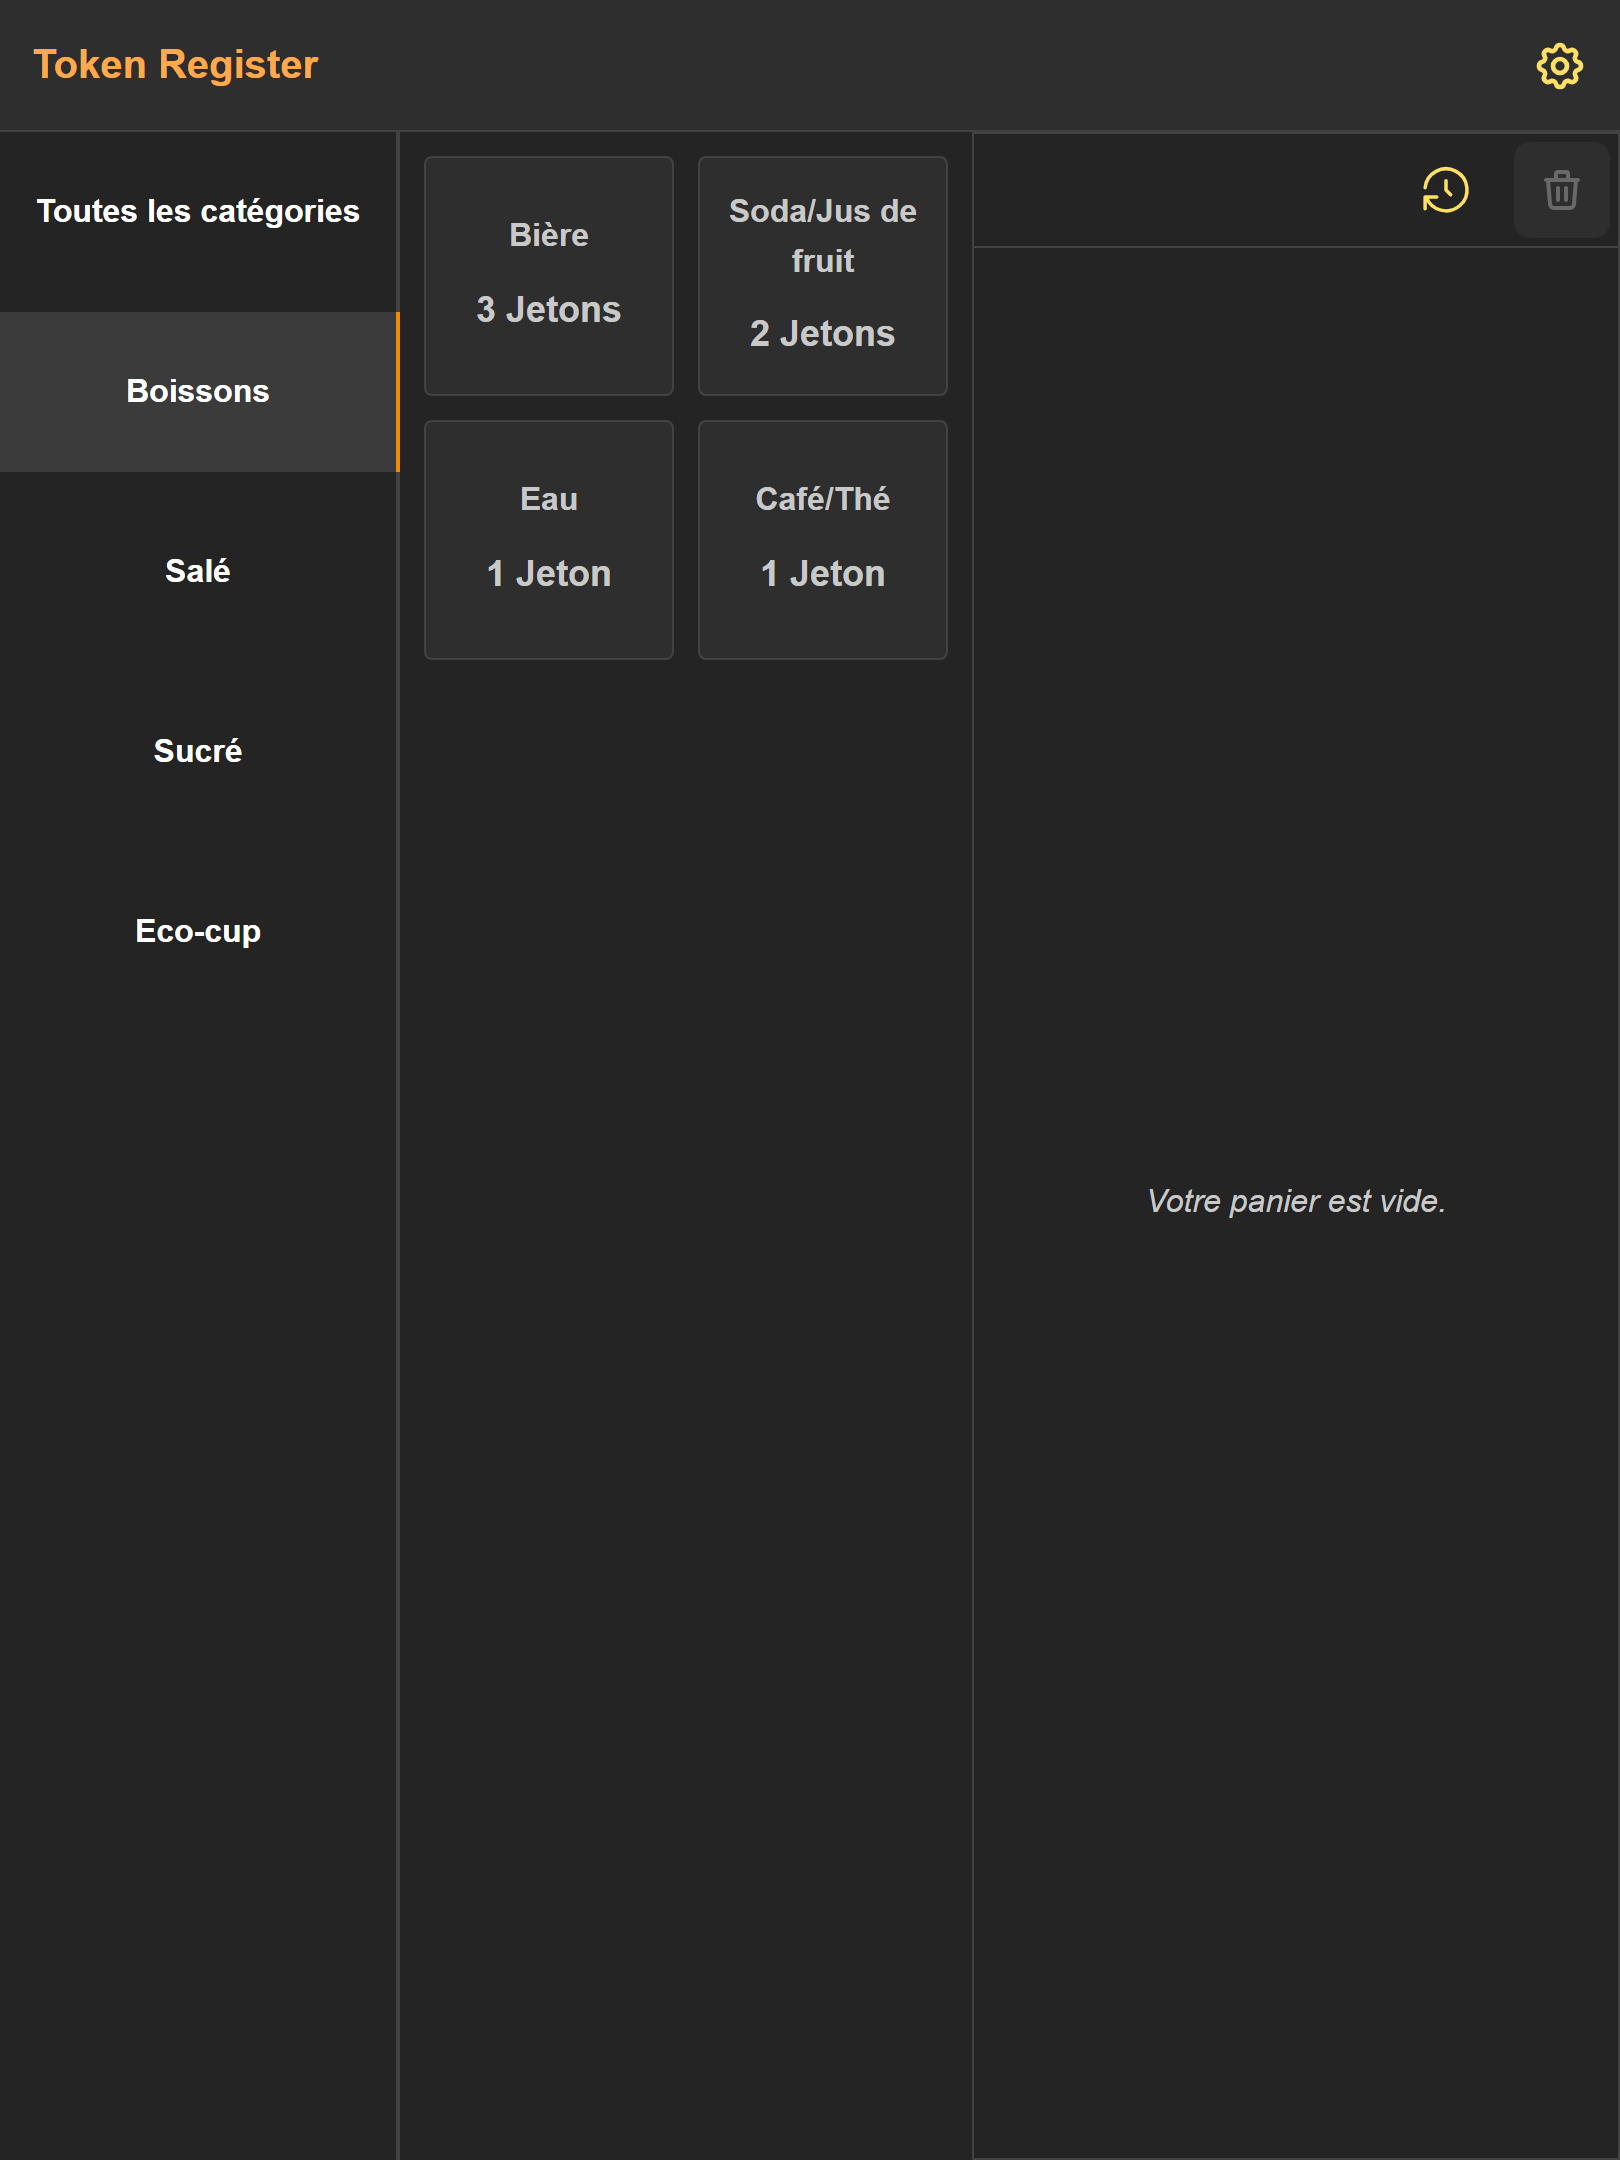 Token Register
Toutes les catégories
Boissons
Salé
Sucré
Eco-cup
Bière
3 Jetons
Soda/Jus de
fruit
2 Jetons
Eau
1 Jeton
Café/Thé
1 Jeton
Votre panier est vide.